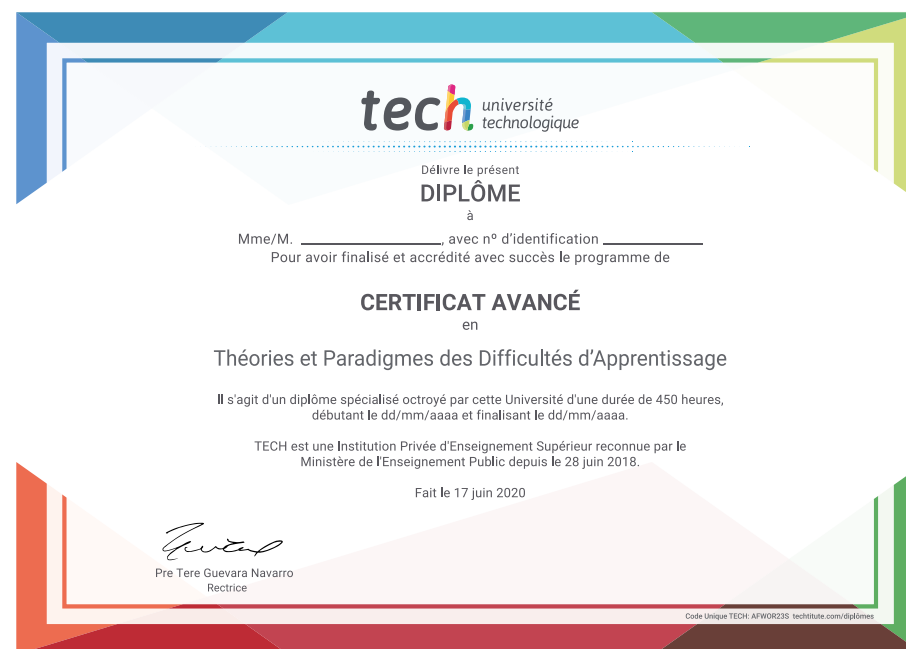 tech université
technologique
Délivre le présent
DIPLÔME
à
Mme/M. ____________________, avec nº d'identification ______________
Pour avoir finalisé et accrédité avec succès le programme de
CERTIFICAT AVANCÉ
en
Théories et Paradigmes des Difficultés d'Apprentissage
Il s'agit d'un diplôme spécialisé octroyé par cette Université d'une durée de 450 heures,
débutant le dd/mm/aaaa et finalisant le dd/mm/aaaa.
TECH est une Institution Privée d'Enseignement Supérieur reconnue par le
Ministère de l'Enseignement Public depuis le 28 juin 2018.
Fait le 17 juin 2020
Pre Tere Guevara Navarro
Rectrice
Code Unique TECH: AFWOR23S techtitute.com/diplômes